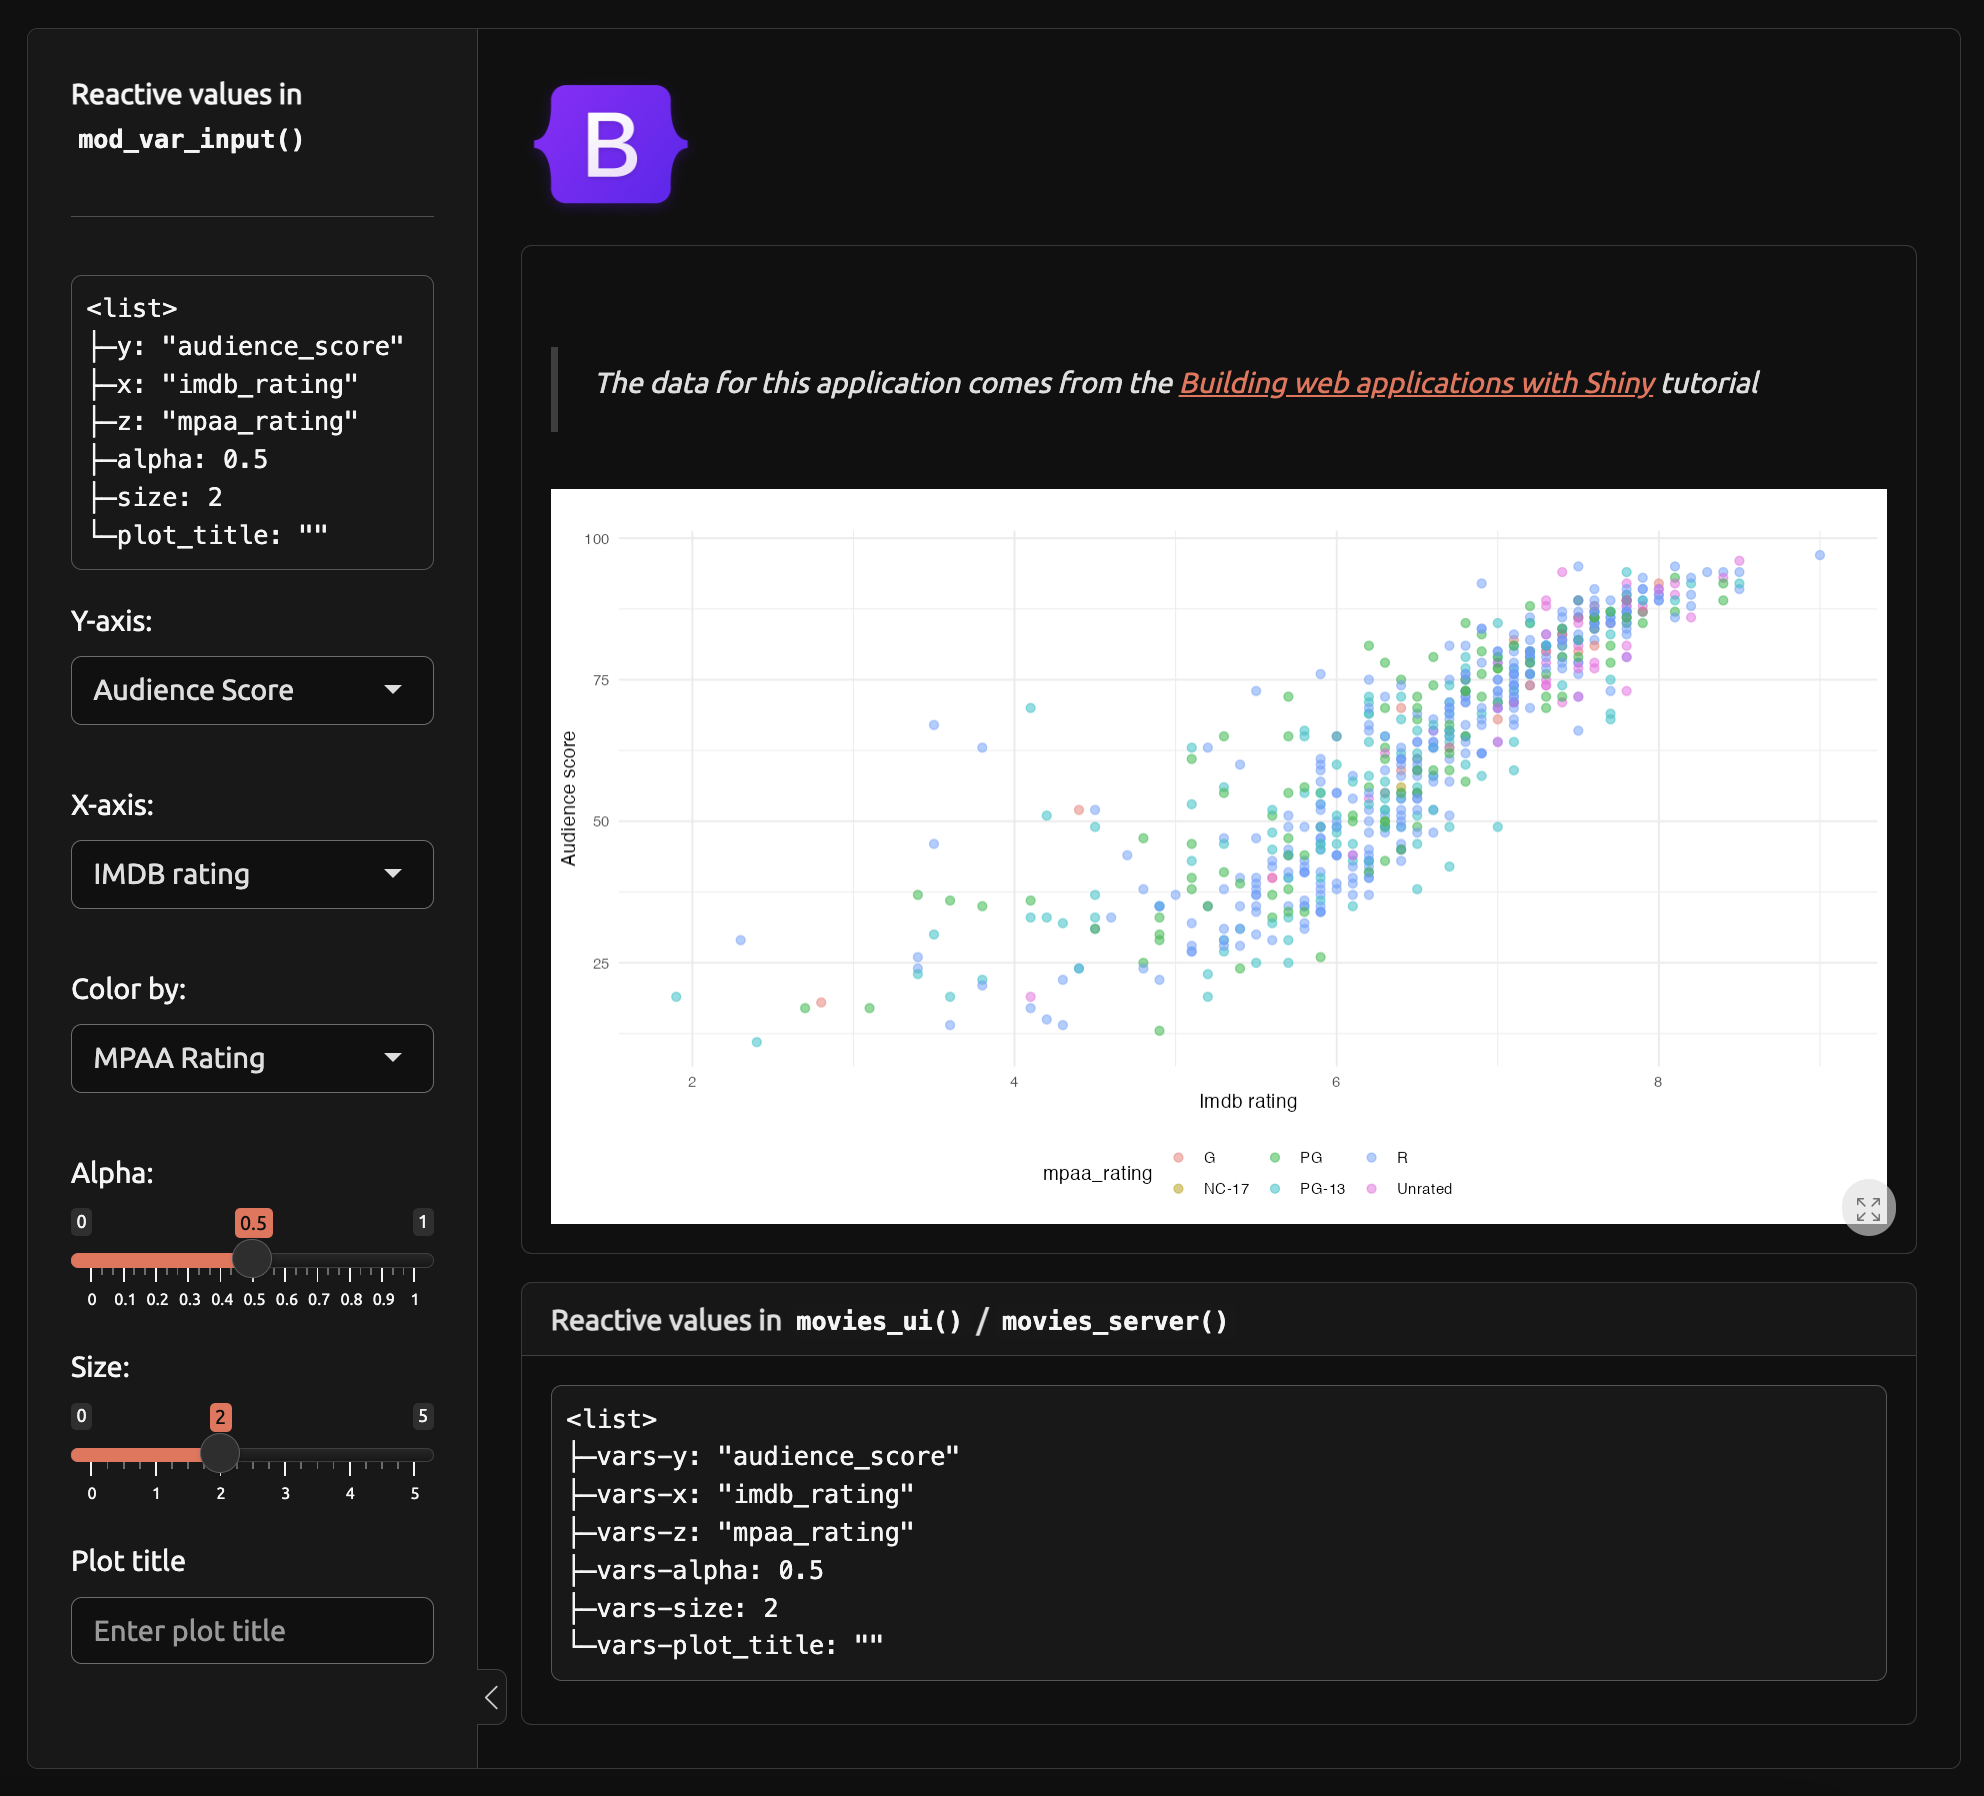 Reactive values in
mod_var_input()
<list>
├─y: "audience_score"
├─x: "imdb_rating"
├─z: "mpaa_rating"
├─alpha: 0.5
├─size: 2
└─plot_title: ""
Y-axis:
Audience Score
X-axis:
IMDB rating
Color by:
MPAA Rating
Alpha:
0 0.5 1
0 0.1 0.2 0.3 0.4 0.5 0.6 0.7 0.8 0.9 1
Size:
0 2 5
0 1 2 3 4 5
Plot title
Enter plot title
B
The data for this application comes from the Building web applications with Shiny tutorial
100
75
50
25
Audience score
2 4 6 8
Imdb rating
mpaa_rating
G PG R
NC-17 PG-13 Unrated
Reactive values in movies_ui() / movies_server()
<list>
├─vars-y: "audience_score"
├─vars-x: "imdb_rating"
├─vars-z: "mpaa_rating"
├─vars-alpha: 0.5
├─vars-size: 2
└─vars-plot_title: ""